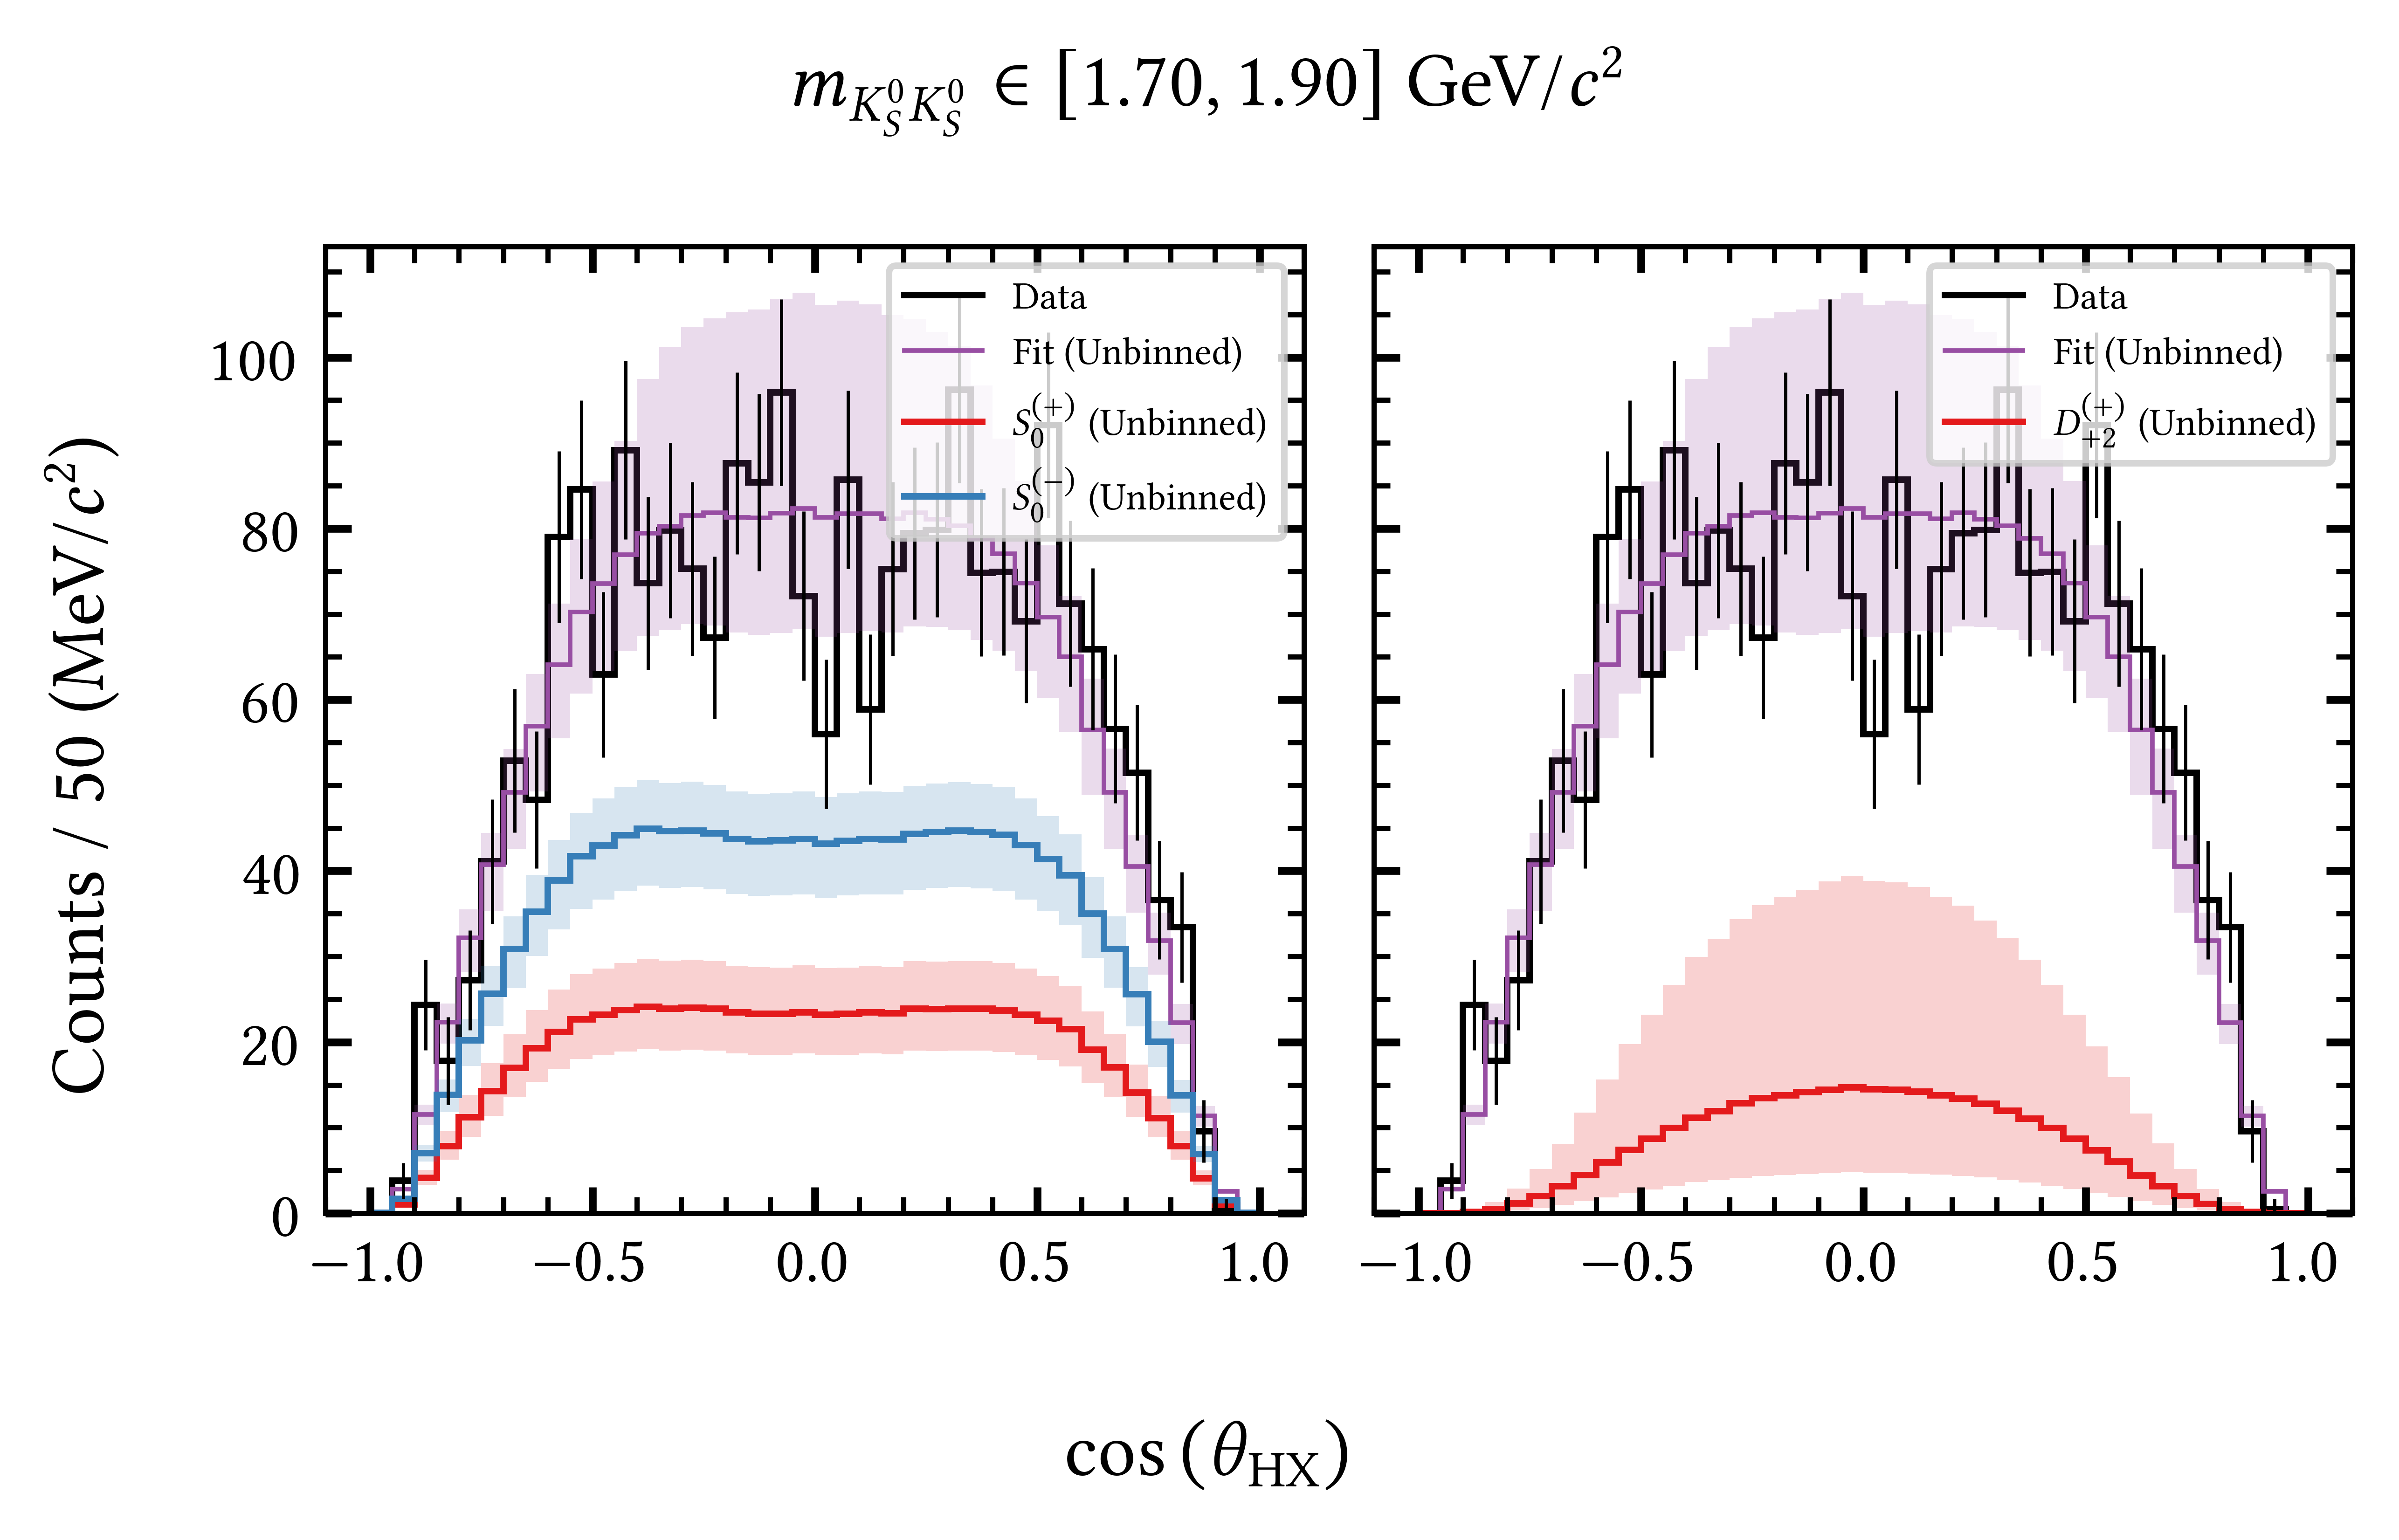 m_{K_S^0 K_S^0} ∈ [1.70, 1.90] GeV/c²
Counts / 50 (MeV/c²)
100
80
60
40
20
0
Data
Fit (Unbinned)
S_0^{(+)} (Unbinned)
S_0^{(−)} (Unbinned)
−1.0 −0.5 0.0 0.5 1.0
Data
Fit (Unbinned)
D_{+2}^{(+)} (Unbinned)
−1.0 −0.5 0.0 0.5 1.0
cos (θ_{HX})